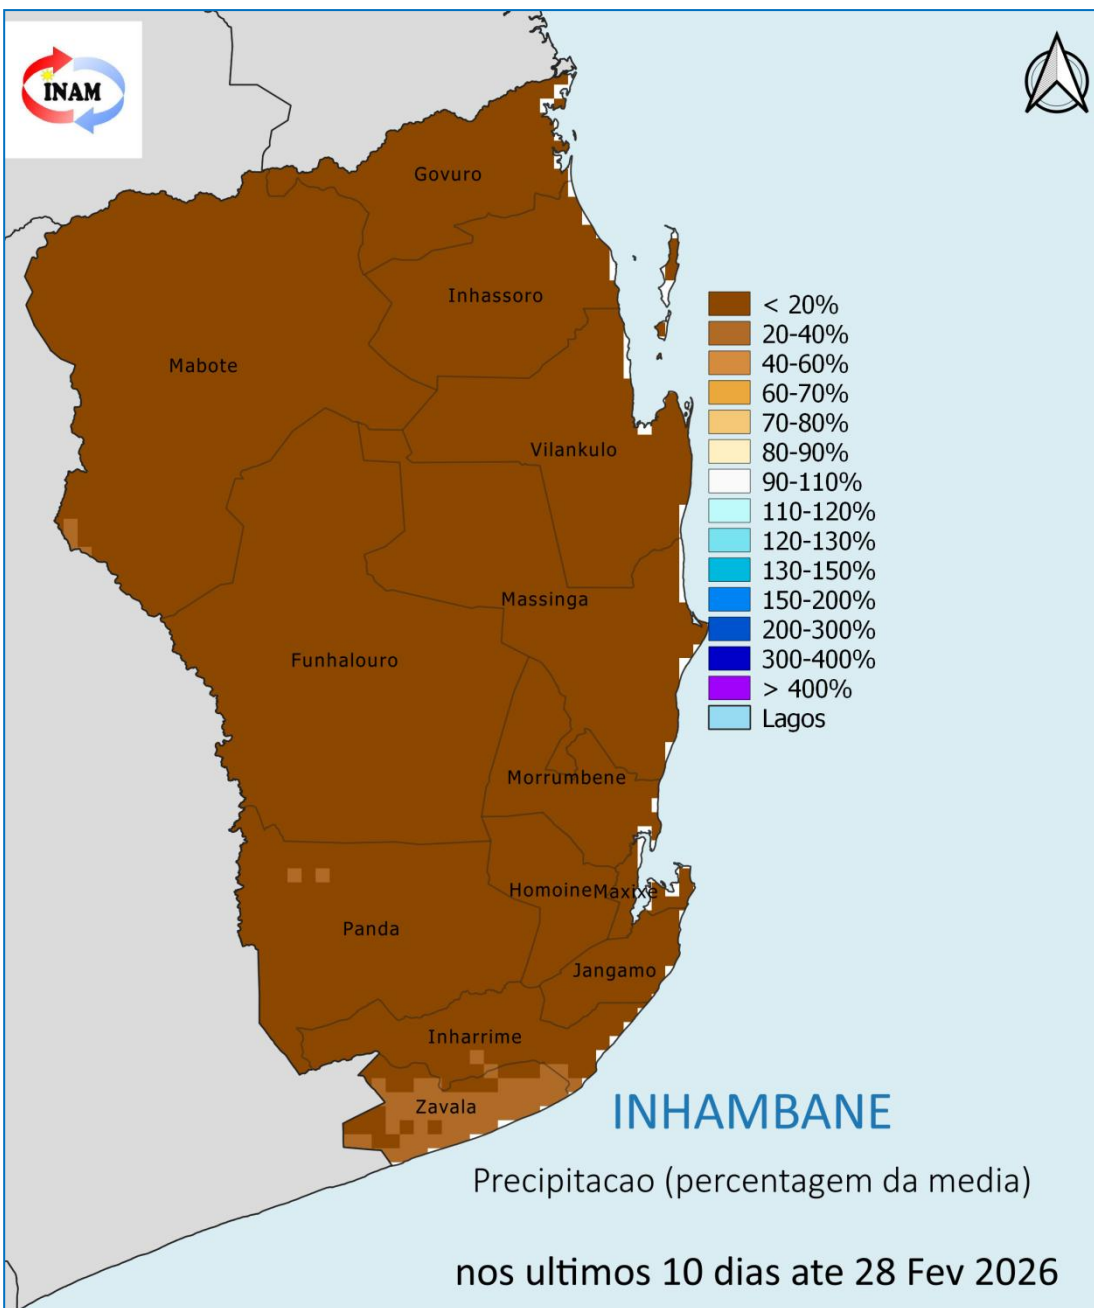 INAM
Govuro
Inhassoro
Mabote
< 20%
20-40%
40-60%
60-70%
70-80%
80-90%
90-110%
110-120%
120-130%
130-150%
150-200%
200-300%
300-400%
> 400%
Lagos
Vilankulo
Massinga
Funhalouro
Morrumbene
Homoine
Maxixe
Panda
Jangamo
Inharrime
Zavala
INHAMBANE
Precipitacao (percentagem da media)
nos ultimos 10 dias ate 28 Fev 2026